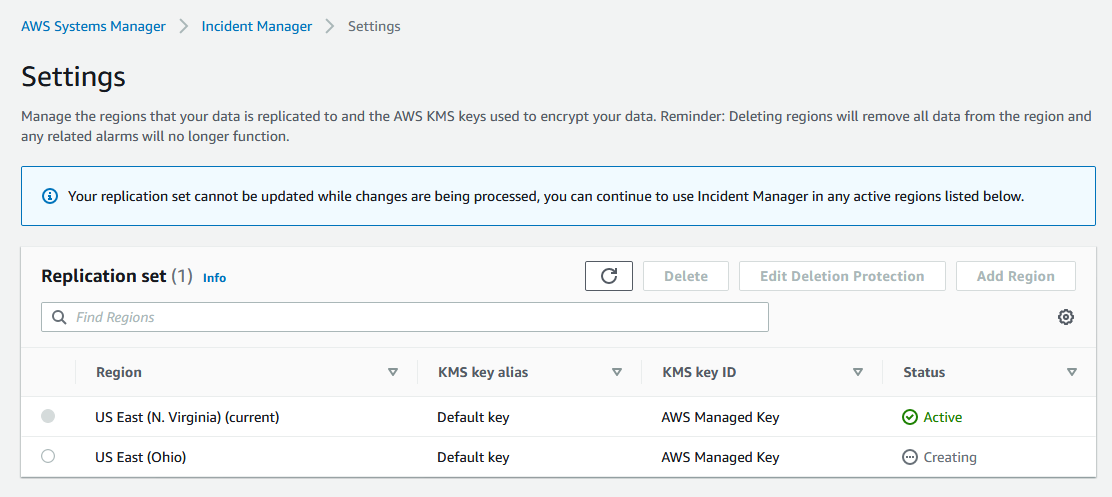 AWS Systems Manager > Incident Manager > Settings
Settings
Manage the regions that your data is replicated to and the AWS KMS keys used to encrypt your data. Reminder: Deleting regions will remove all data from the region and
any related alarms will no longer function.
Your replication set cannot be updated while changes are being processed, you can continue to use Incident Manager in any active regions listed below.
Replication set (1) Info Delete Edit Deletion Protection Add Region
Find Regions
Region KMS key alias KMS key ID Status
US East (N. Virginia) (current) Default key AWS Managed Key Active
US East (Ohio) Default key AWS Managed Key Creating